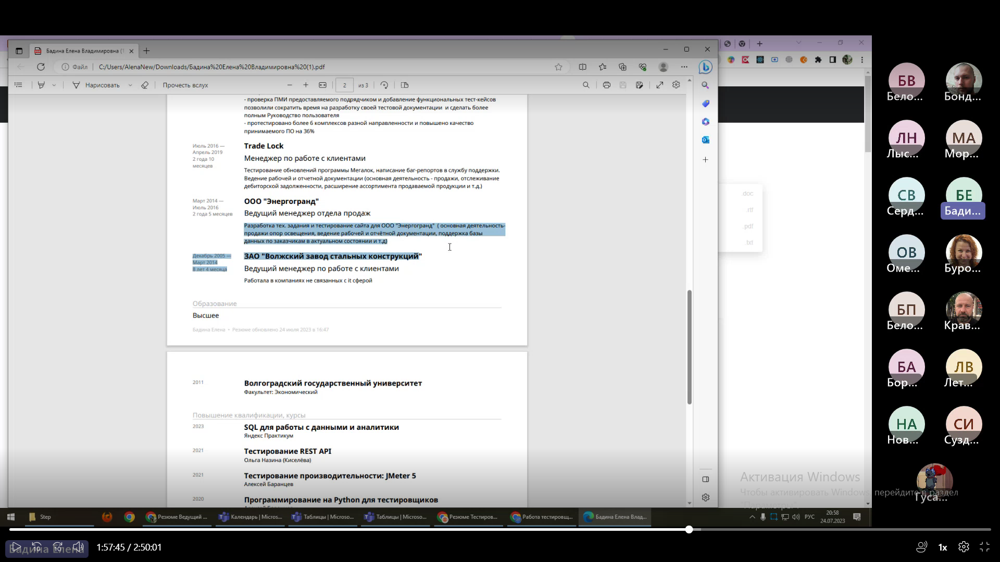 Бадина Елена Владимировна (1
Файл
C:/Users/AlenaNew/Downloads/Бадина%20Елена%20Владимировна%20(1).pdf
Нарисовать
Прочесть вслух
2
из 3
- проверка ПМИ предоставляемого подрядчиком и добавление функциональных тест-кейсов
позволили сократить время на разработку своей тестовой документации и сделать более
полным Руководство пользователя
- протестировано более 6 комплексов разной направленности и повышено качество
принимаемого ПО на 36%
Июль 2016 —
Апрель 2019
2 года 10
месяцев
Trade Lock
Менеджер по работе с клиентами
Тестирование обновлений программы Мегалок, написание баг-репортов в службу поддержки.
Ведение рабочей и отчетной документации (основная деятельность - продажи, отслеживание
дебиторской задолженности, расширение ассортимента продаваемой продукции и т.д.)
Март 2014 —
Июль 2016
2 года 5 месяцев
ООО "Энергогранд"
Ведущий менеджер отдела продаж
Разработка тех. задания и тестирование сайта для ООО "Энергогранд" ( основная деятельность-
продажи опор освещения, ведение рабочей и отчётной документации, поддержка базы
данных по заказчикам в актуальном состоянии и т.д)
Декабрь 2005 —
Март 2014
8 лет 4 месяца
ЗАО "Волжский завод стальных конструкций"
Ведущий менеджер по работе с клиентами
Работала в компаниях не связанных с it сферой
Образование
Высшее
Бадина Елена • Резюме обновлено 24 июля 2023 в 16:47
2011
Волгоградский государственный университет
Факультет: Экономический
Повышение квалификации, курсы
2023
SQL для работы с данными и аналитики
Яндекс Практикум
2021
Тестирование REST API
Ольга Назина (Киселёва)
2021
Тестирование производительности: JMeter 5
Алексей Баранцев
2020
Программирование на Python для тестировщиков
.doc
.rtf
.pdf
.txt
Активация Windows
Чтобы активировать Windows, перейдите в раздел
"Параметры".
БВ
Бело...
Бонд...
ЛН
Лыс...
МА
Мор...
СВ
Серд...
БЕ
Бади...
ОВ
Оме...
Буро...
БП
Бело...
Крав...
БА
Бор...
ЛВ
Лет...
НА
Нов...
СИ
Сузд...
Гуса...
Step
Резюме Ведущий ...
Календарь | Micros...
Таблицы | Microso...
Таблицы | Microso...
Резюме Тестиров...
Работа тестировщ...
Бадина Елена Влад...
РУС
20:58
24.07.2023
Бадина Елена
10
10
1:57:45 / 2:50:01
1x